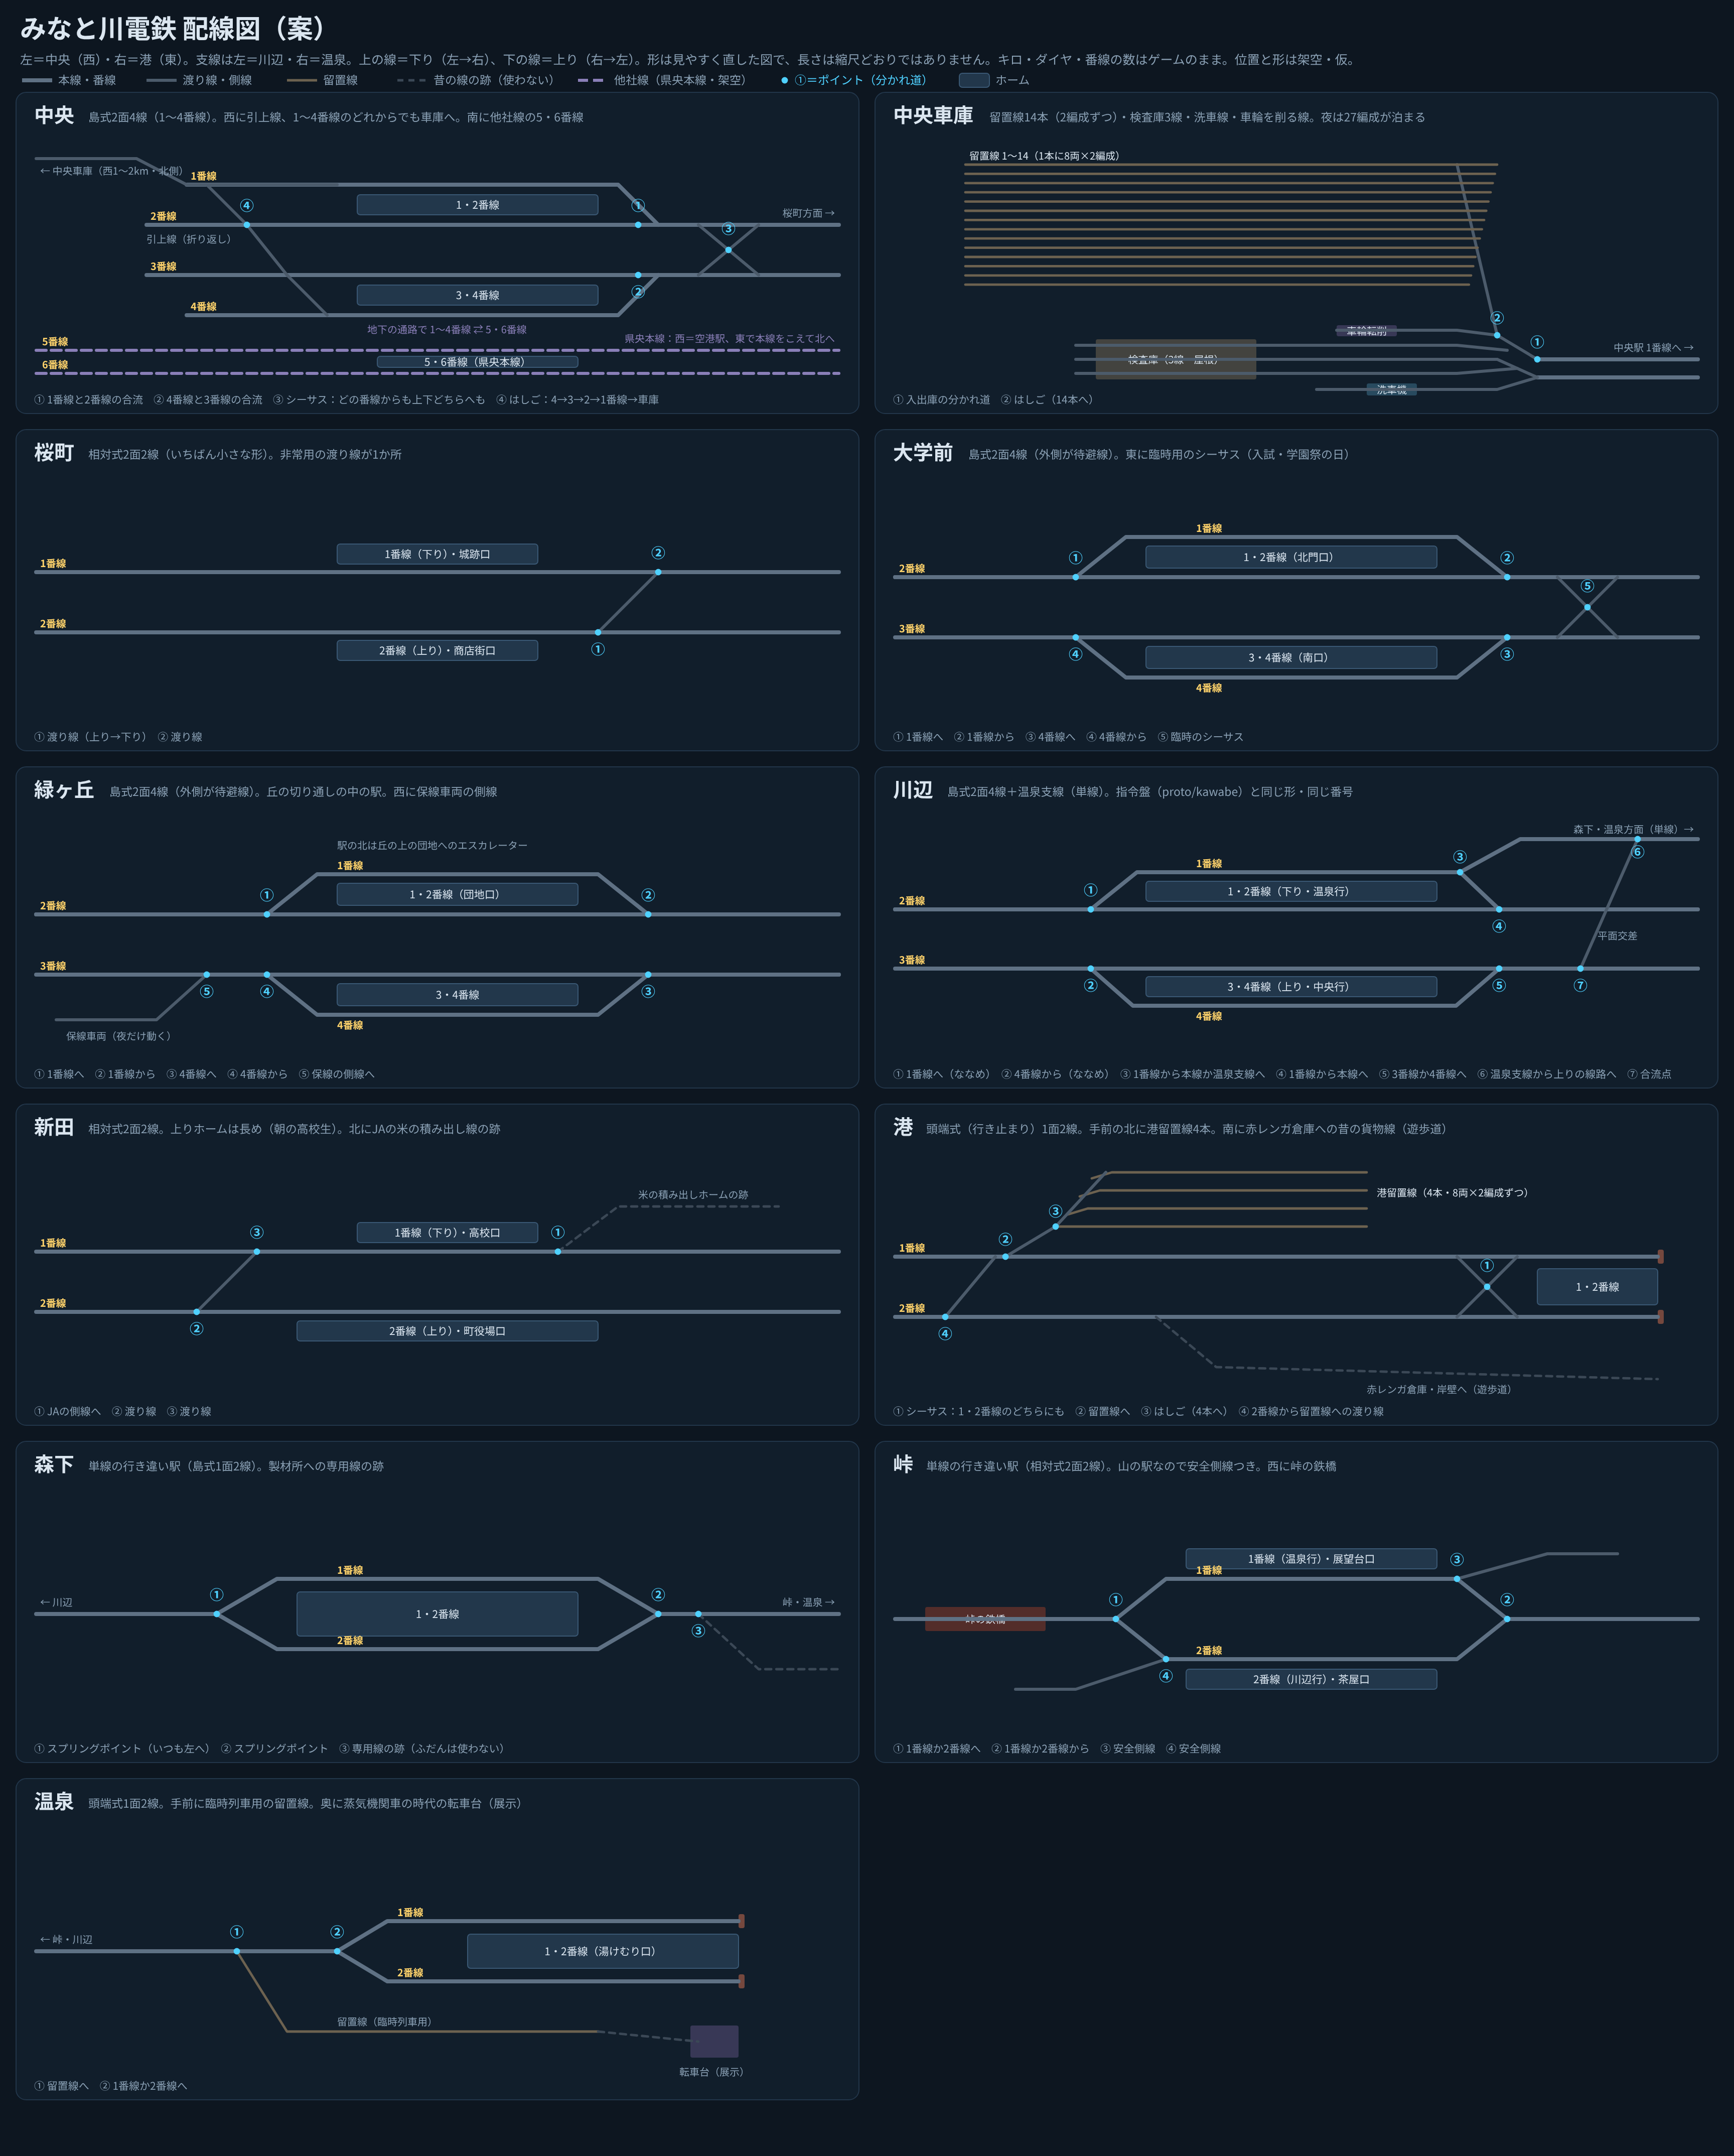 みなと川電鉄 配線図（案）
左＝中央（西）・右＝港（東）。支線は左＝川辺・右＝温泉。上の線＝下り（左→右）、下の線＝上り（右→左）。形は見やすく直した図で、長さは縮尺どおりではありません。キロ・ダイヤ・番線の数はゲームのまま。位置と形は架空・仮。
本線・番線 渡り線・側線 留置線 昔の線の跡（使わない） 他社線（県央本線・架空） ①＝ポイント（分かれ道） ホーム
中央 島式2面4線（1〜4番線）。西に引上線、1〜4番線のどれからでも車庫へ。南に他社線の5・6番線
← 中央車庫（西1〜2km・北側）
1番線
1・2番線
④
①
2番線
桜町方面 →
③
引上線（折り返し）
3番線
3・4番線
②
4番線
地下の通路で 1〜4番線 ⇄ 5・6番線
県央本線：西＝空港駅、東で本線をこえて北へ
5番線
5・6番線（県央本線）
6番線
① 1番線と2番線の合流 ② 4番線と3番線の合流 ③ シーサス：どの番線からも上下どちらへも ④ はしご：4→3→2→1番線→車庫
中央車庫 留置線14本（2編成ずつ）・検査庫3線・洗車線・車輪を削る線。夜は27編成が泊まる
留置線 1〜14（1本に8両×2編成）
②
車輪転削
①
中央駅 1番線へ →
検査庫（3線・屋根）
洗車機
① 入出庫の分かれ道 ② はしご（14本へ）
桜町 相対式2面2線（いちばん小さな形）。非常用の渡り線が1か所
1番線（下り）・城跡口
②
1番線
2番線
2番線（上り）・商店街口
①
① 渡り線（上り→下り） ② 渡り線
大学前 島式2面4線（外側が待避線）。東に臨時用のシーサス（入試・学園祭の日）
1番線
① 1・2番線（北門口） ②
2番線
⑤
3番線
④ 3・4番線（南口） ③
4番線
① 1番線へ ② 1番線から ③ 4番線へ ④ 4番線から ⑤ 臨時のシーサス
緑ヶ丘 島式2面4線（外側が待避線）。丘の切り通しの中の駅。西に保線車両の側線
駅の北は丘の上の団地へのエスカレーター
1番線
① 1・2番線（団地口） ②
2番線
3番線
⑤ ④ 3・4番線 ③
4番線
保線車両（夜だけ動く）
① 1番線へ ② 1番線から ③ 4番線へ ④ 4番線から ⑤ 保線の側線へ
川辺 島式2面4線＋温泉支線（単線）。指令盤（proto/kawabe）と同じ形・同じ番号
森下・温泉方面（単線） →
⑥
1番線
③
① 1・2番線（下り・温泉行）
2番線
④
平面交差
3番線
② 3・4番線（上り・中央行） ⑤ ⑦
4番線
① 1番線へ（ななめ） ② 4番線から（ななめ） ③ 1番線から本線か温泉支線へ ④ 1番線から本線へ ⑤ 3番線か4番線へ ⑥ 温泉支線から上りの線路へ ⑦ 合流点
新田 相対式2面2線。上りホームは長め（朝の高校生）。北にJAの米の積み出し線の跡
米の積み出しホームの跡
③ 1番線（下り）・高校口 ①
1番線
2番線
② 2番線（上り）・町役場口
① JAの側線へ ② 渡り線 ③ 渡り線
港 頭端式（行き止まり）1面2線。手前の北に港留置線4本。南に赤レンガ倉庫への昔の貨物線（遊歩道）
港留置線（4本・8両×2編成ずつ）
③
②
1番線
①
1・2番線
2番線
④
赤レンガ倉庫・岸壁へ（遊歩道）
① シーサス：1・2番線のどちらにも ② 留置線へ ③ はしご（4本へ） ④ 2番線から留置線への渡り線
森下 単線の行き違い駅（島式1面2線）。製材所への専用線の跡
1番線
← 川辺
①
1・2番線
②
峠・温泉 →
③
2番線
① スプリングポイント（いつも左へ） ② スプリングポイント ③ 専用線の跡（ふだんは使わない）
峠 単線の行き違い駅（相対式2面2線）。山の駅なので安全側線つき。西に峠の鉄橋
1番線（温泉行）・展望台口
③
1番線
①
②
峠の鉄橋
2番線
④ 2番線（川辺行）・茶屋口
① 1番線か2番線へ ② 1番線か2番線から ③ 安全側線 ④ 安全側線
温泉 頭端式1面2線。手前に臨時列車用の留置線。奥に蒸気機関車の時代の転車台（展示）
1番線
← 峠・川辺
①
②
1・2番線（湯けむり口）
2番線
留置線（臨時列車用）
転車台（展示）
① 留置線へ ② 1番線か2番線へ